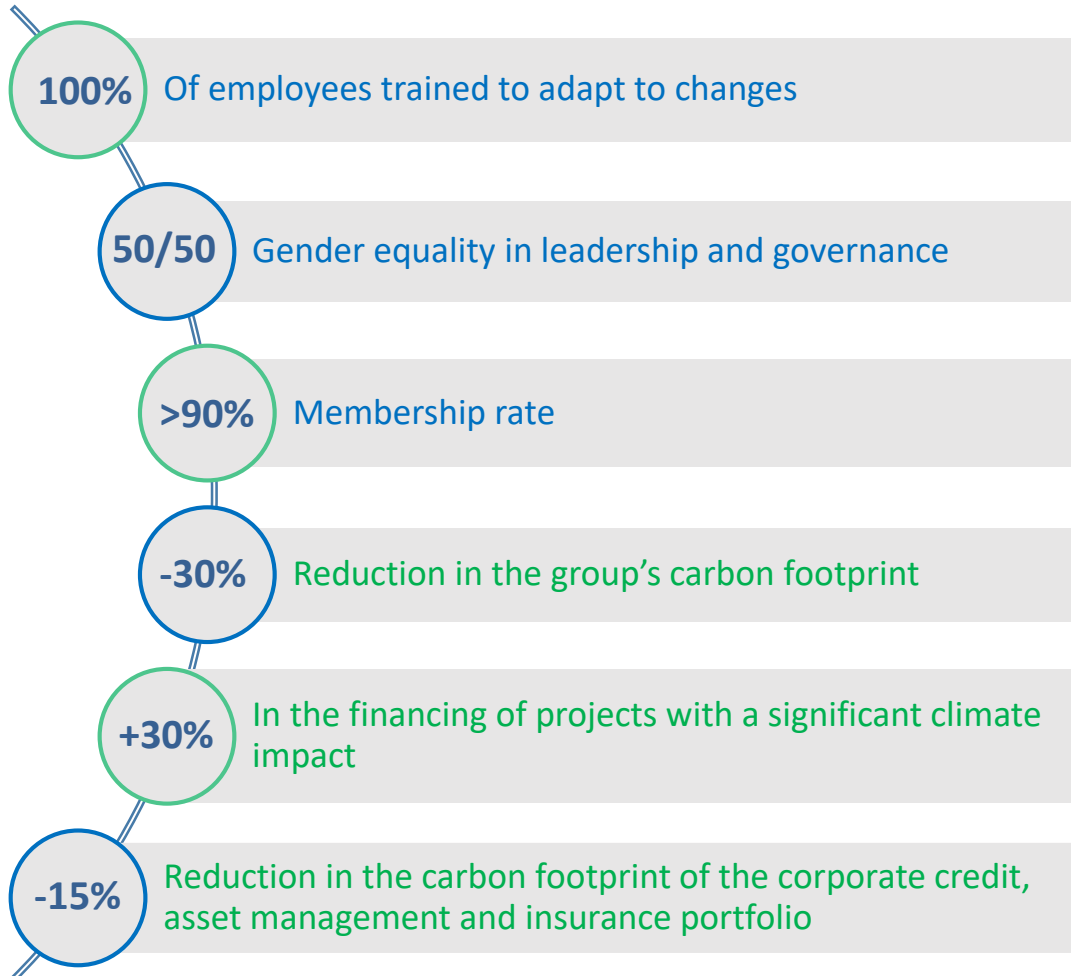 100%
Of employees trained to adapt to changes
50/50
Gender equality in leadership and governance
>90%
Membership rate
-30%
Reduction in the group’s carbon footprint
+30%
In the financing of projects with a significant climate
impact
-15%
Reduction in the carbon footprint of the corporate credit,
asset management and insurance portfolio